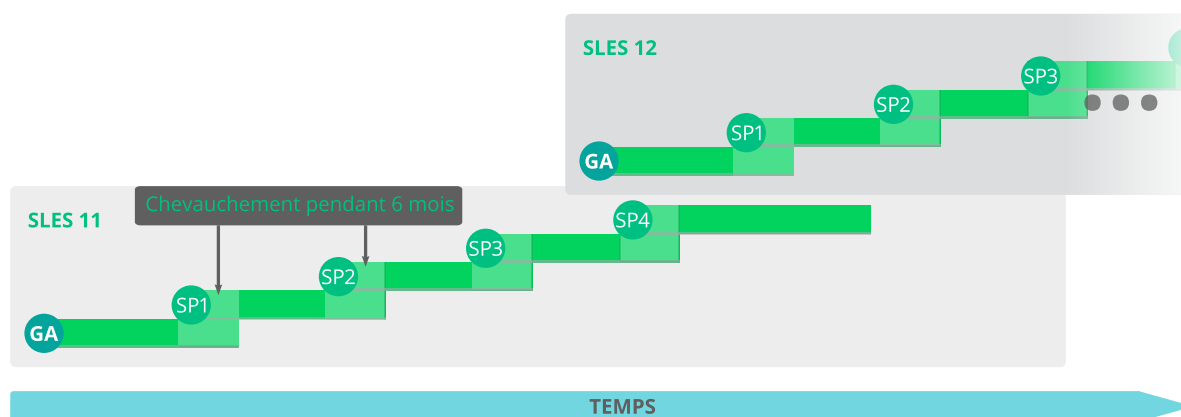 SLES 12
SP3
SP2
SP1
GA
Chevauchement pendant 6 mois
SLES 11
SP4
SP3
SP2
SP1
GA
TEMPS